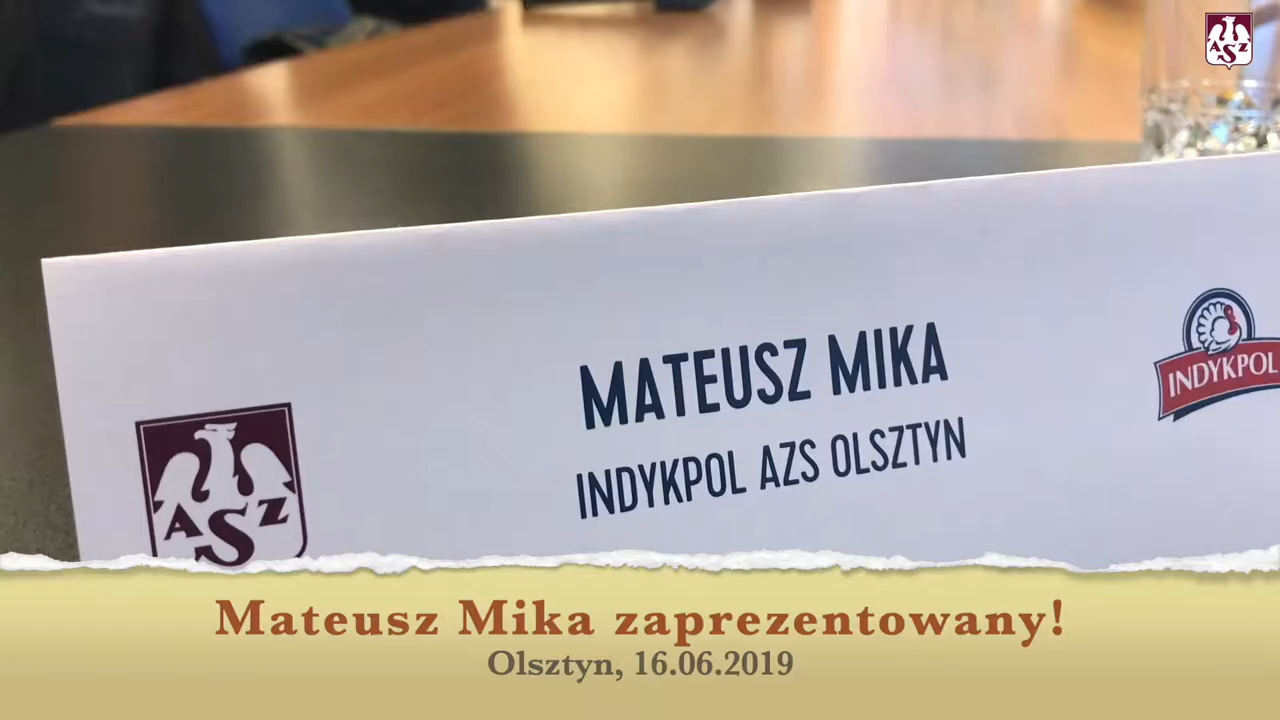 AZS
MATEUSZ MIKA
INDYKPOL AZS OLSZTYN
INDYKPOL
AZS
Mateusz Mika zaprezentowany!
Olsztyn, 16.06.2019